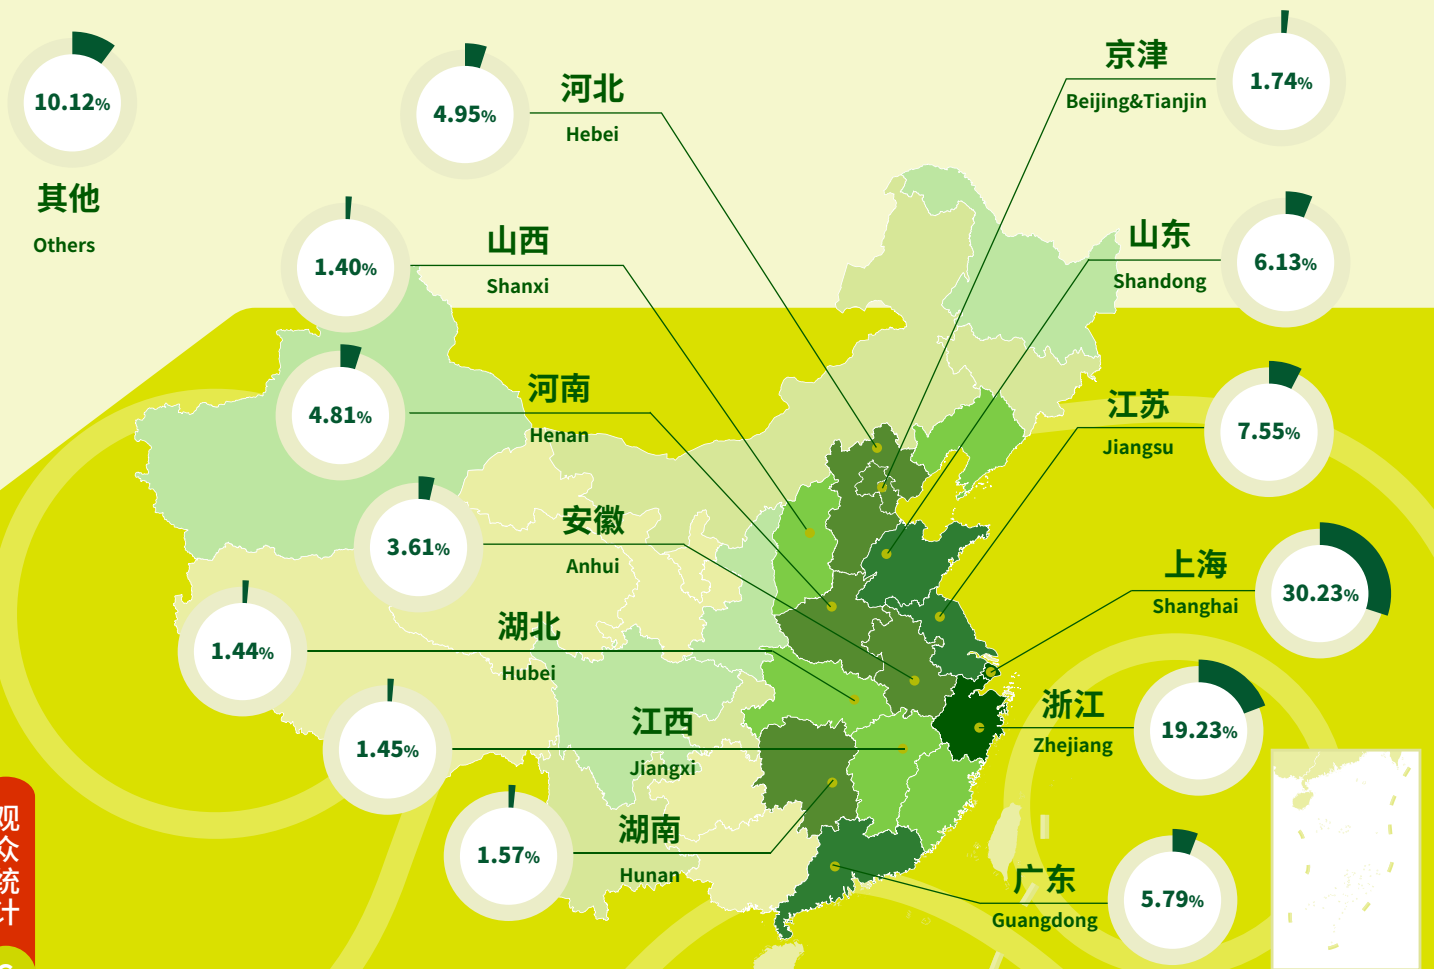 10.12%
其他
Others
4.95%
河北
Hebei
京津
Beijing&Tianjin
1.74%
1.40%
山西
Shanxi
山东
Shandong
6.13%
4.81%
河南
Henan
江苏
Jiangsu
7.55%
3.61%
安徽
Anhui
上海
Shanghai
30.23%
1.44%
湖北
Hubei
1.45%
江西
Jiangxi
浙江
Zhejiang
19.23%
1.57%
湖南
Hunan
广东
Guangdong
5.79%
观
众
统
计